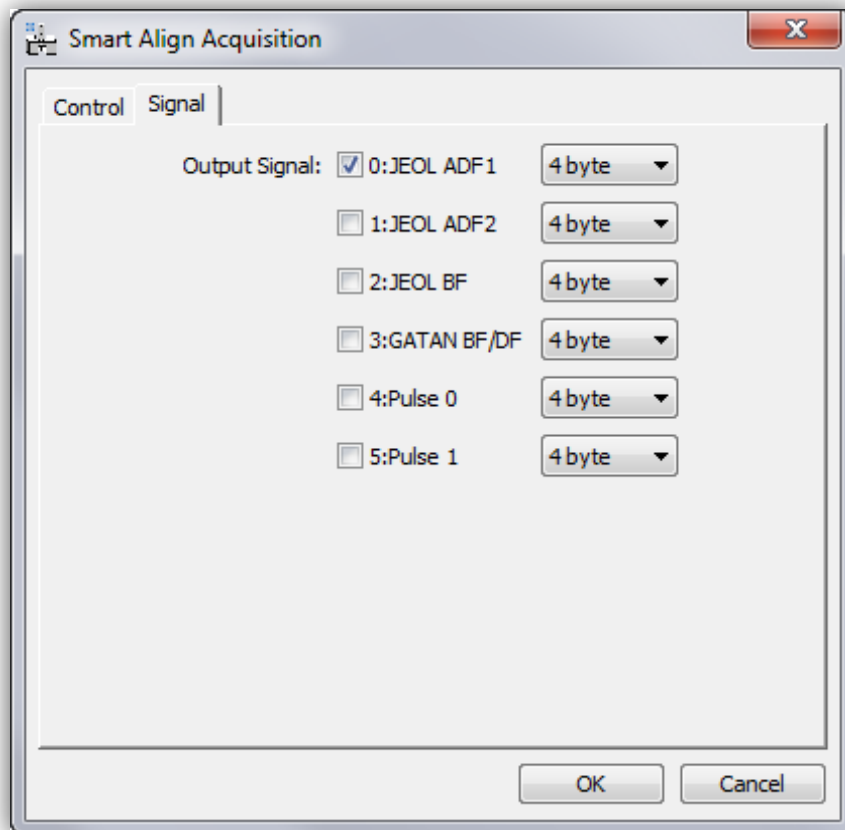 Smart Align Acquisition
Control Signal
Output Signal: 0:JEOL ADF1 4 byte
1:JEOL ADF2 4 byte
2:JEOL BF 4 byte
3:GATAN BF/DF 4 byte
4:Pulse 0 4 byte
5:Pulse 1 4 byte
OK Cancel